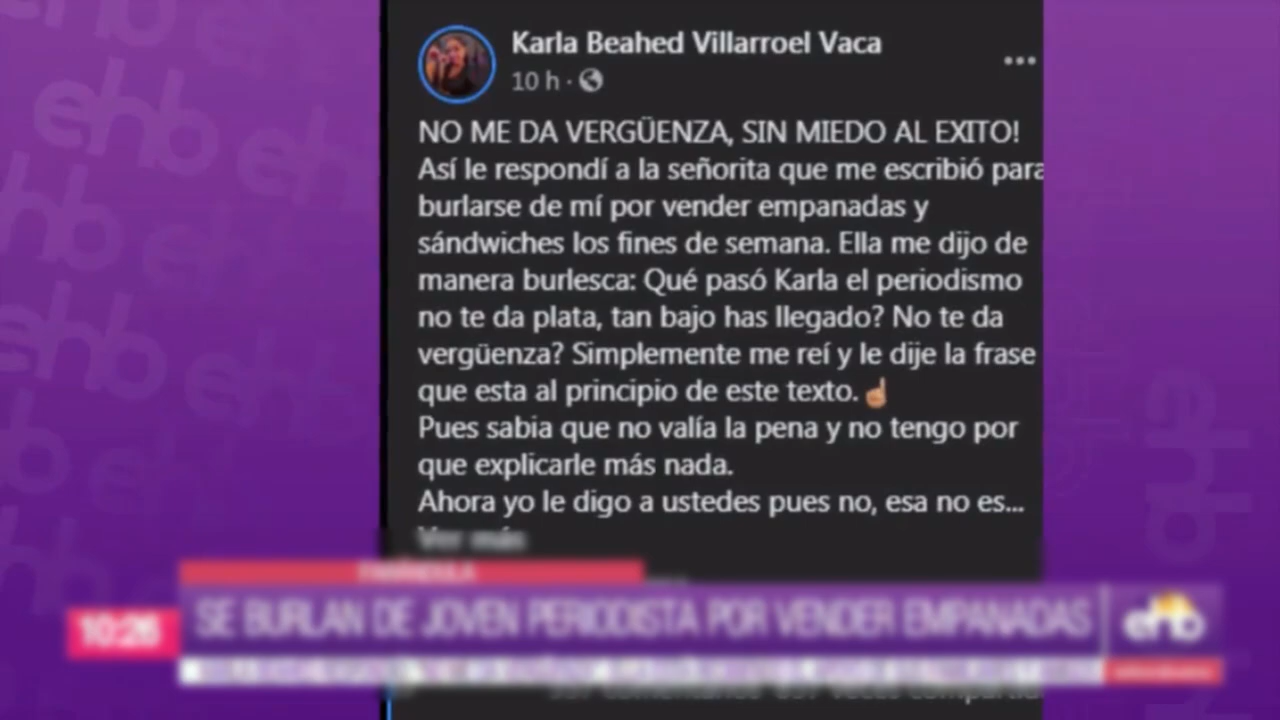 Karla Beahed Villarroel Vaca
10 h ·
NO ME DA VERGÜENZA, SIN MIEDO AL EXITO!
Así le respondí a la señorita que me escribió para
burlarse de mí por vender empanadas y
sándwiches los fines de semana. Ella me dijo de
manera burlesca: Qué pasó Karla el periodismo
no te da plata, tan bajo has llegado? No te da
vergüenza? Simplemente me reí y le dije la frase
que esta al principio de este texto.☝🏼
Pues sabia que no valía la pena y no tengo por
que explicarle más nada.
Ahora yo le digo a ustedes pues no, esa no es...
Ver más
FARÁNDULA
10:26
SE BURLAN DE JOVEN PERIODISTA POR VENDER EMPANADAS
ehb